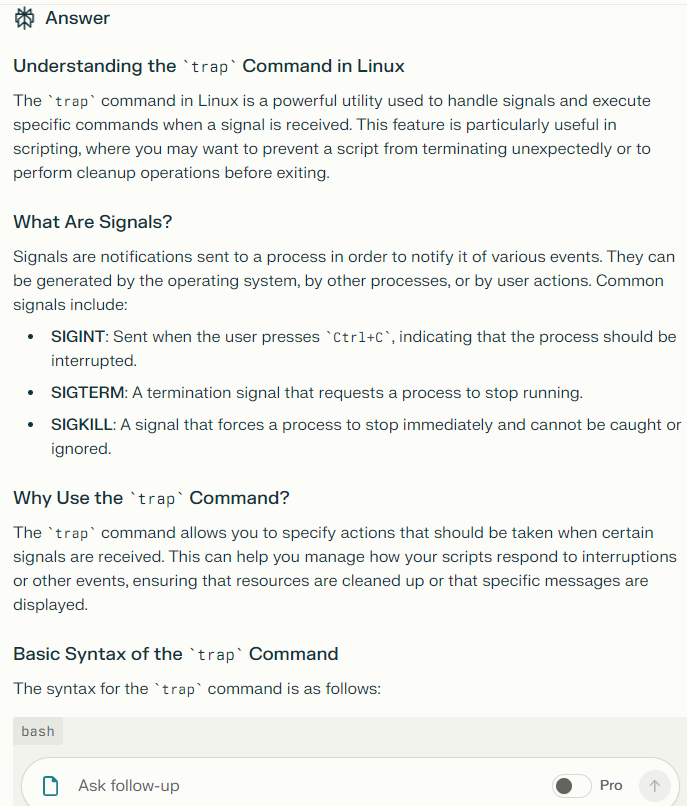 Answer
Understanding the `trap` Command in Linux
The `trap` command in Linux is a powerful utility used to handle signals and execute
specific commands when a signal is received. This feature is particularly useful in
scripting, where you may want to prevent a script from terminating unexpectedly or to
perform cleanup operations before exiting.
What Are Signals?
Signals are notifications sent to a process in order to notify it of various events. They can
be generated by the operating system, by other processes, or by user actions. Common
signals include:
• SIGINT: Sent when the user presses `Ctrl+C`, indicating that the process should be
interrupted.
• SIGTERM: A termination signal that requests a process to stop running.
• SIGKILL: A signal that forces a process to stop immediately and cannot be caught or
ignored.
Why Use the `trap` Command?
The `trap` command allows you to specify actions that should be taken when certain
signals are received. This can help you manage how your scripts respond to interruptions
or other events, ensuring that resources are cleaned up or that specific messages are
displayed.
Basic Syntax of the `trap` Command
The syntax for the `trap` command is as follows:
bash
Ask follow-up
Pro